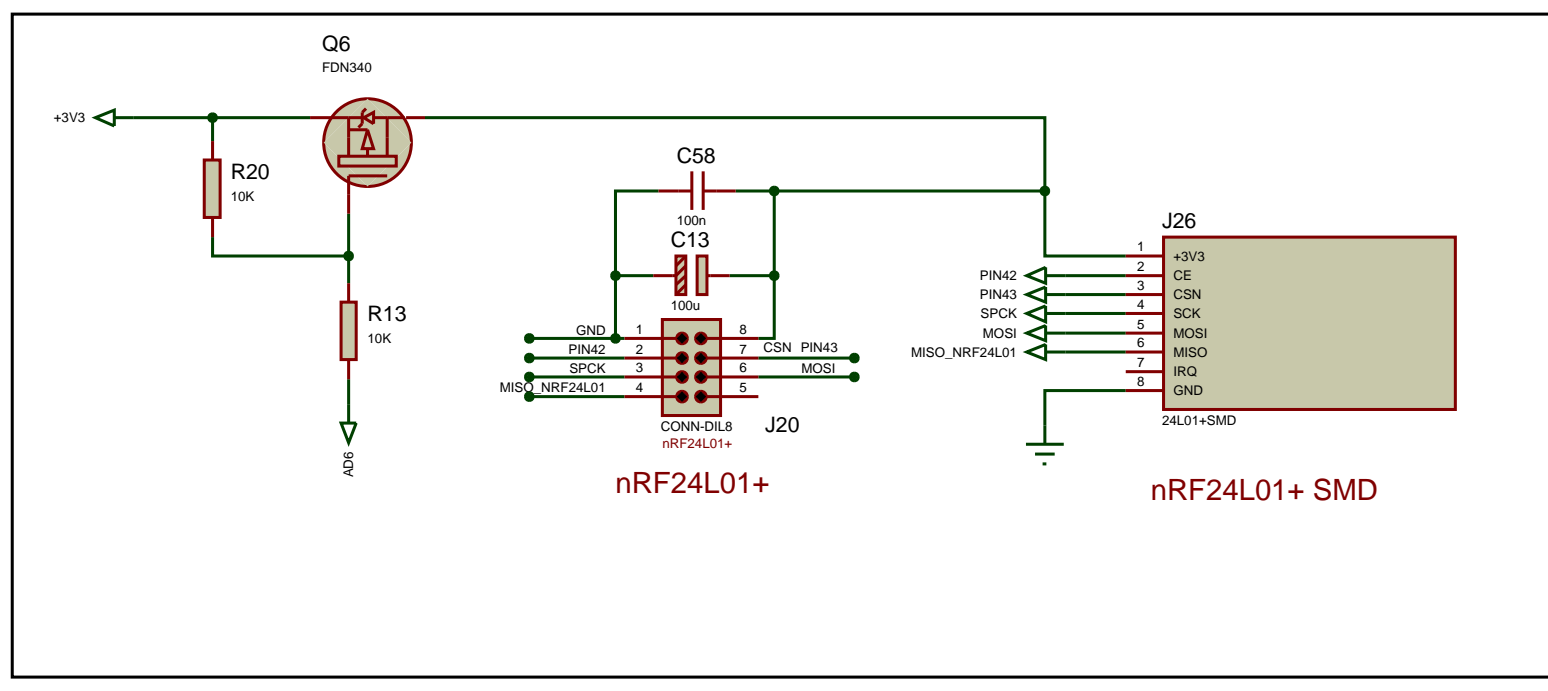 Q6
FDN340
+3V3
R20
10K
R13
10K
AD6
C58
100n
C13
100u
GND 1 8
PIN42 2 7 CSN PIN43
SPCK 3 6 MOSI
MISO_NRF24L01 4 5
CONN-DIL8
nRF24L01+
J20
nRF24L01+
J26
1 +3V3
PIN42 2 CE
PIN43 3 CSN
SPCK 4 SCK
MOSI 5 MOSI
MISO_NRF24L01 6 MISO
7 IRQ
8 GND
24L01+SMD
nRF24L01+ SMD